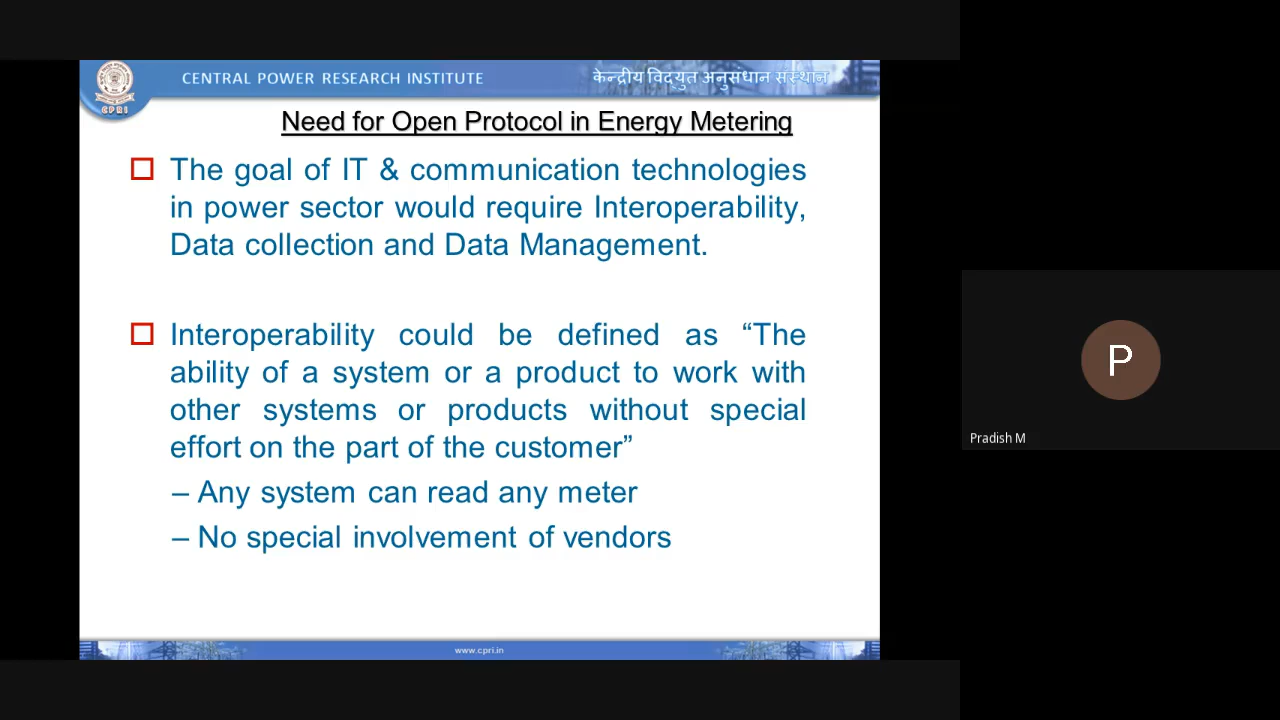 CENTRAL POWER RESEARCH INSTITUTE
केन्द्रीय विद्युत अनुसंधान संस्थान
CPRI
Need for Open Protocol in Energy Metering
The goal of IT & communication technologies
in power sector would require Interoperability,
Data collection and Data Management.
Interoperability could be defined as “The
ability of a system or a product to work with
other systems or products without special
effort on the part of the customer”
– Any system can read any meter
– No special involvement of vendors
www.cpri.in
P
Pradish M